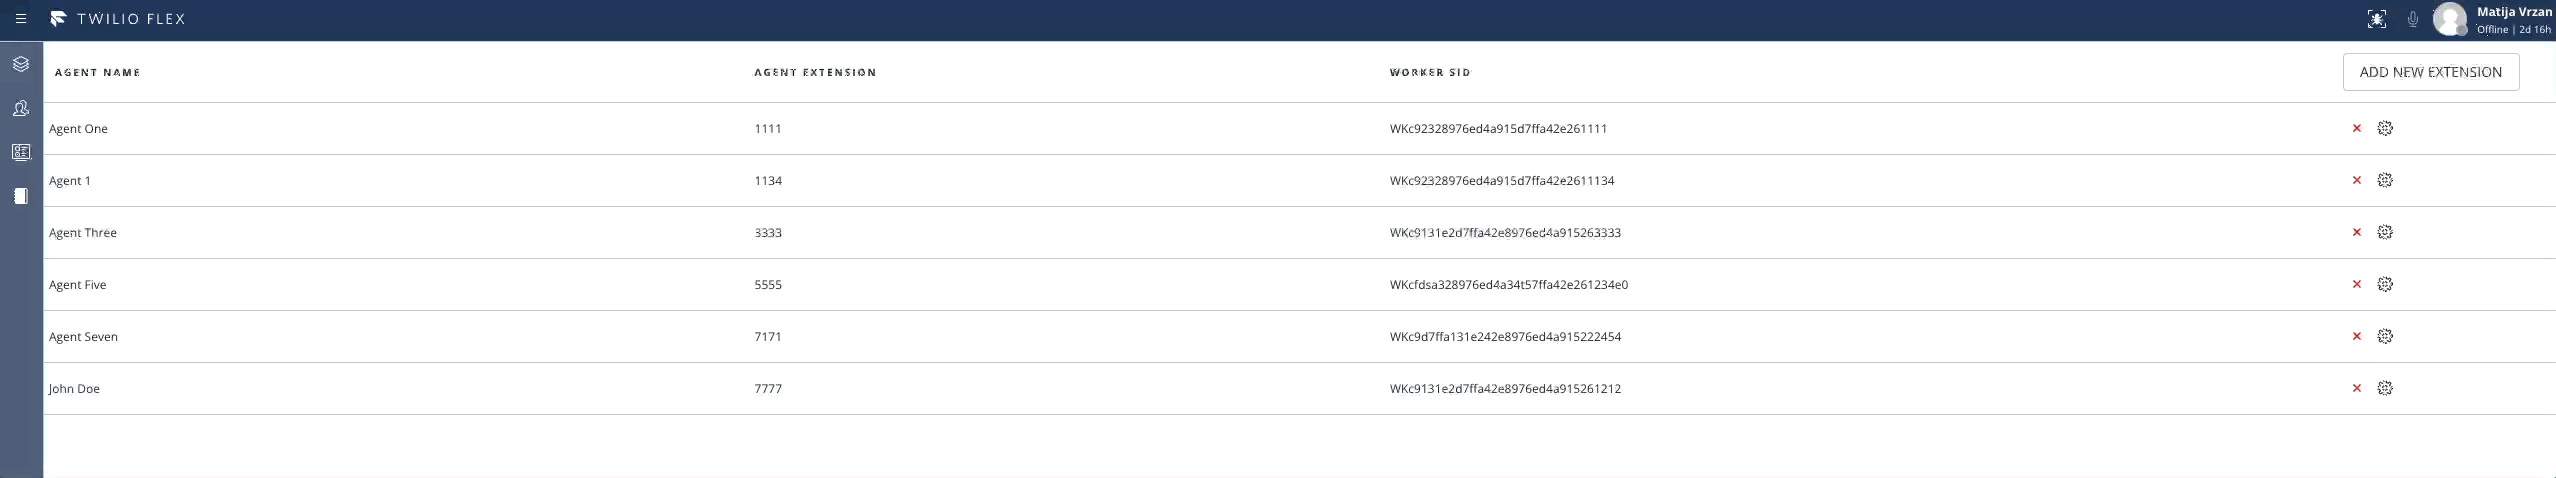 TWILIO FLEX
Matija Vrzan
Offline | 2d 16h
AGENT NAME AGENT EXTENSION WORKER SID ADD NEW EXTENSION
Agent One 1111 WKc92328976ed4a915d7ffa42e261111
Agent 1 1134 WKc92328976ed4a915d7ffa42e2611134
Agent Three 3333 WKc9131e2d7ffa42e8976ed4a915263333
Agent Five 5555 WKcfdsa328976ed4a34t57ffa42e261234e0
Agent Seven 7171 WKc9d7ffa131e242e8976ed4a915222454
John Doe 7777 WKc9131e2d7ffa42e8976ed4a915261212